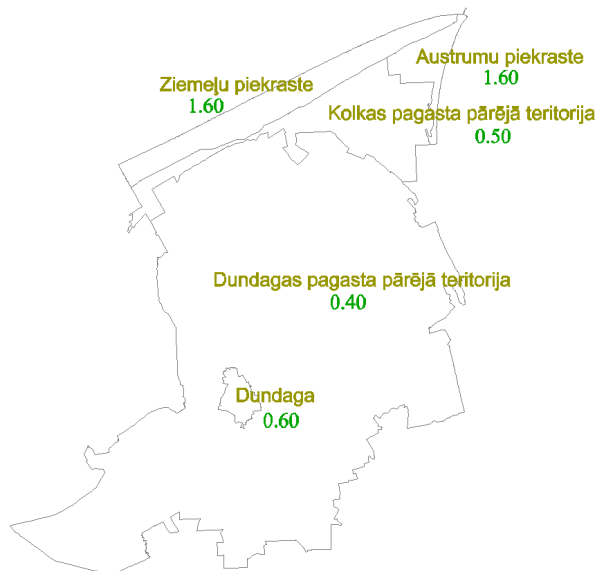 Austrumu piekraste
1.60
Ziemeļu piekraste
1.60
Kolkas pagasta pārējā teritorija
0.50
Dundagas pagasta pārējā teritorija
0.40
Dundaga
0.60